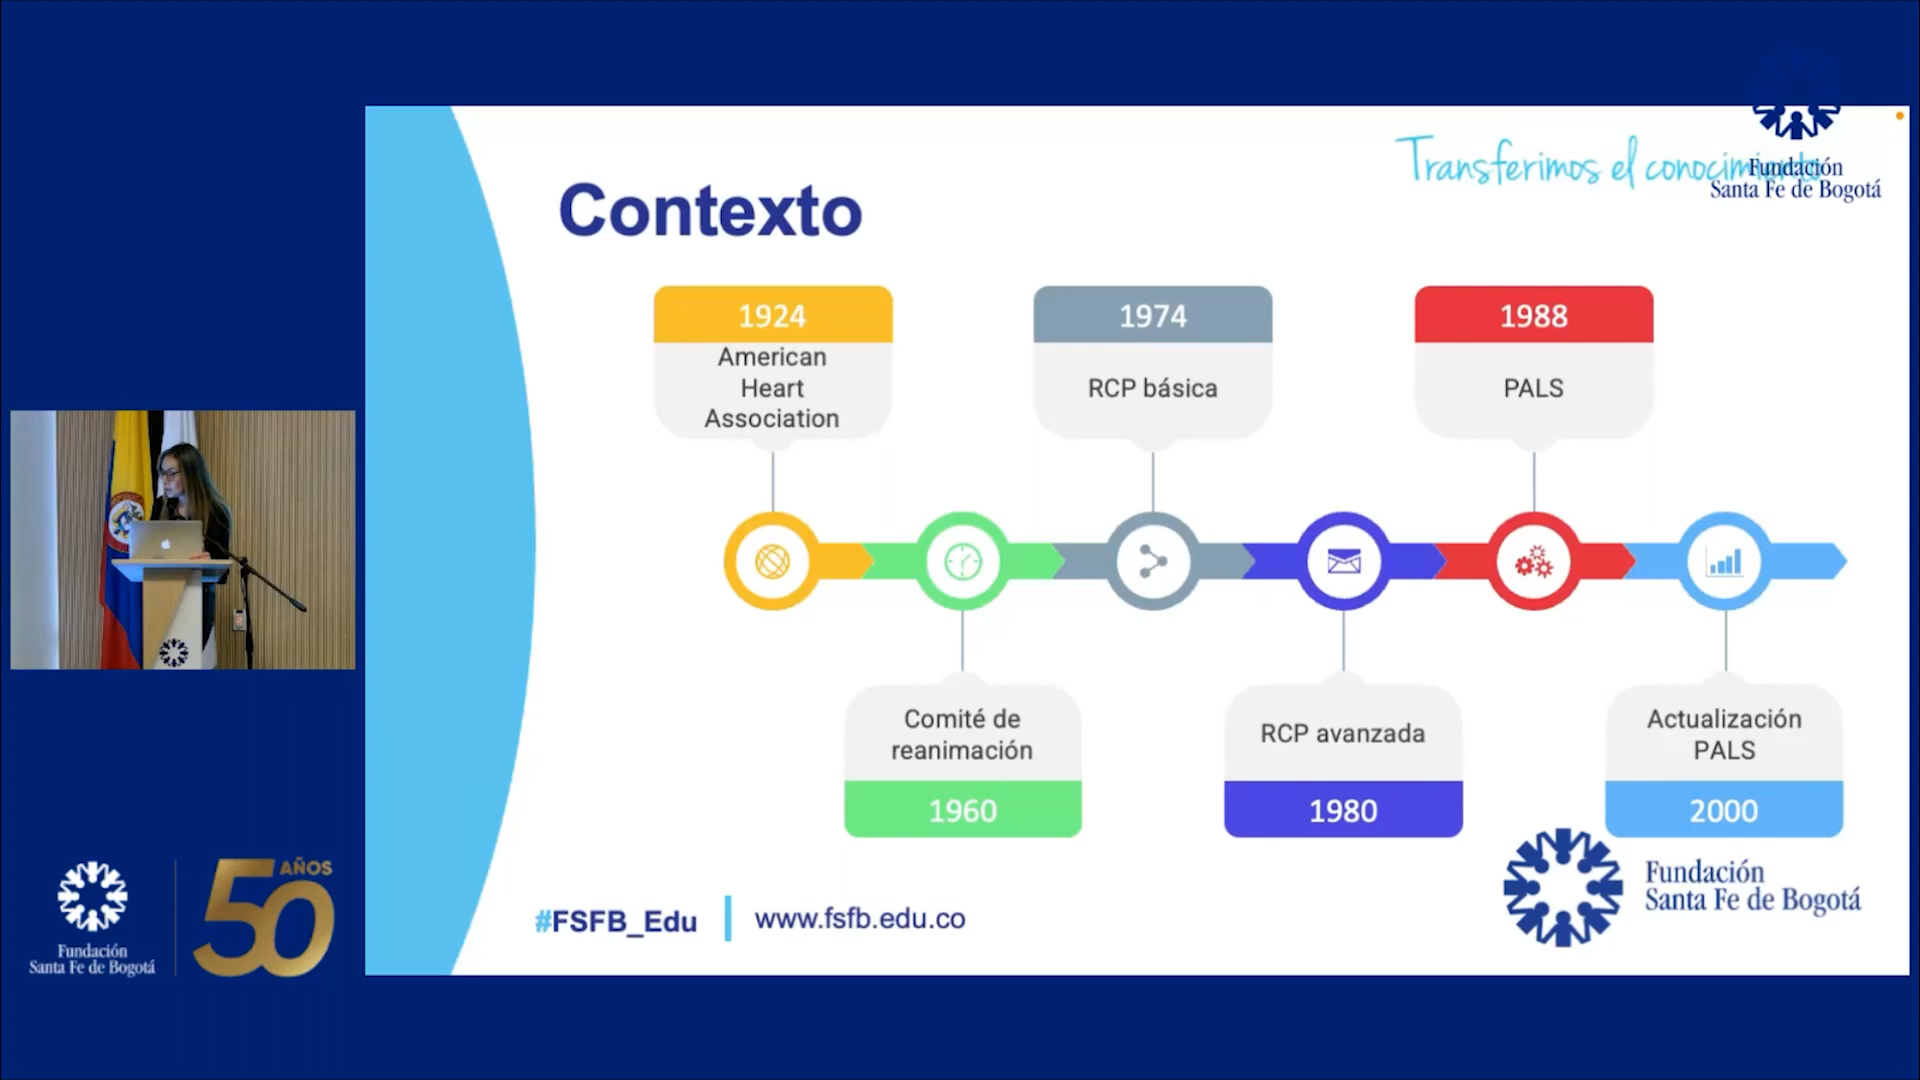 Transferimos el conocimiento
Fundación
Santa Fe de Bogotá
Contexto
1924
American
Heart
Association
1974
RCP básica
1988
PALS
Comité de
reanimación
1960
RCP avanzada
1980
Actualización
PALS
2000
#FSFB_Edu
www.fsfb.edu.co
Fundación
Santa Fe de Bogotá
Fundación
Santa Fe de Bogotá
50
AÑOS